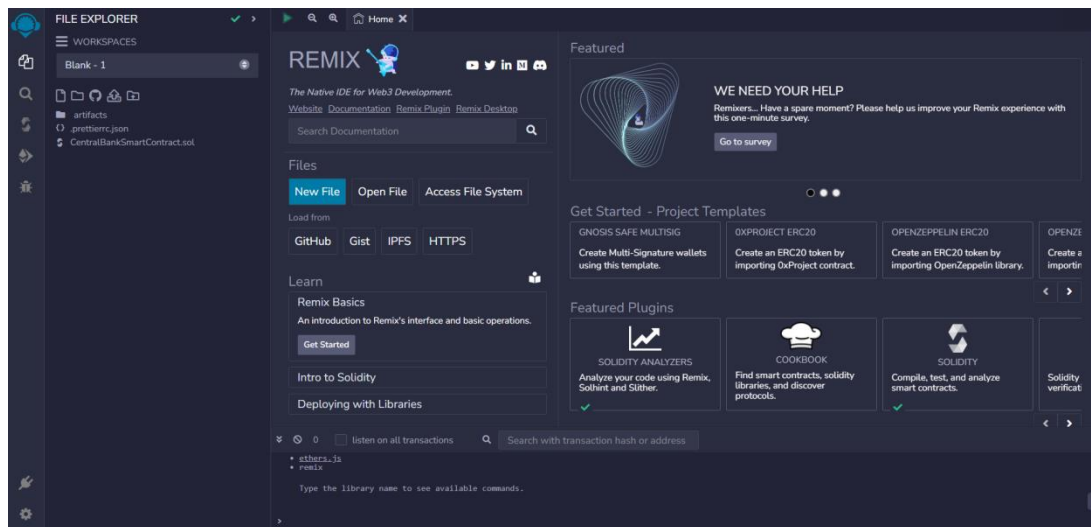 FILE EXPLORER
WORKSPACES
Blank - 1
artifacts
.prettierrc.json
CentralBankSmartContract.sol
Home
REMIX
The Native IDE for Web3 Development.
Website Documentation Remix Plugin Remix Desktop
Search Documentation
Files
New File Open File Access File System
Load from
GitHub Gist IPFS HTTPS
Learn
Remix Basics
An introduction to Remix's interface and basic operations.
Get Started
Intro to Solidity
Deploying with Libraries
Featured
WE NEED YOUR HELP
Remixers... Have a spare moment? Please help us improve your Remix experience with
this one-minute survey.
Go to survey
Get Started - Project Templates
GNOSIS SAFE MULTISIG
Create Multi-Signature wallets
using this template.
0XPROJECT ERC20
Create an ERC20 token by
importing 0xProject contract.
OPENZEPPELIN ERC20
Create an ERC20 token by
importing OpenZeppelin library.
OPENZE
Create a
importin
Featured Plugins
SOLIDITY ANALYZERS
Analyze your code using Remix,
Solhint and Slither.
COOKBOOK
Find smart contracts, solidity
libraries, and discover
protocols.
SOLIDITY
Compile, test, and analyze
smart contracts.
Solidity
verificati
0 listen on all transactions Search with transaction hash or address
• ethers.js
• remix
Type the library name to see available commands.
>